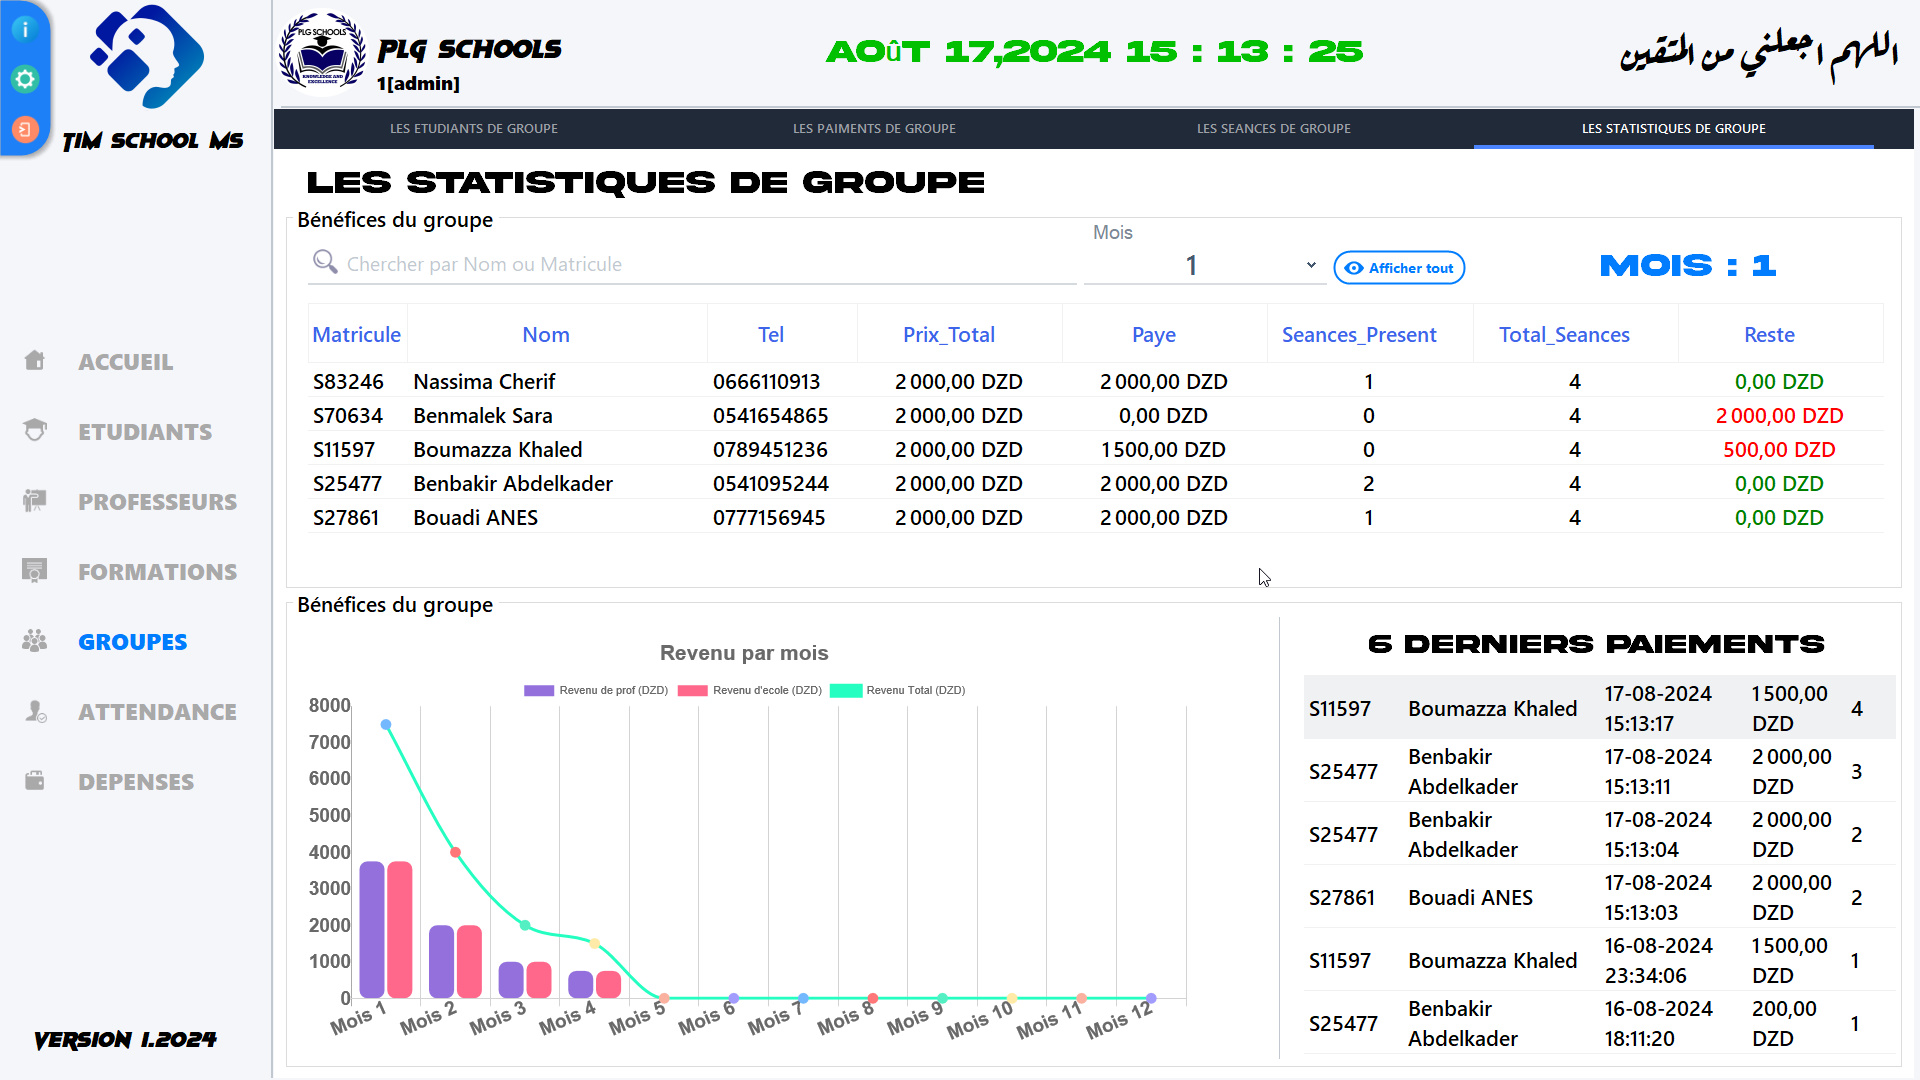 TIM SCHOOL MS
ACCUEIL
ETUDIANTS
PROFESSEURS
FORMATIONS
GROUPES
ATTENDANCE
DEPENSES
VERSION 1.2024
PLG SCHOOLS
KNOWLEDGE AND EXCELLENCE
PLG SCHOOLS
1[admin]
AOûT 17,2024 15 : 13 : 25
اللهم اجعلني من المتقين
LES ETUDIANTS DE GROUPE
LES PAIMENTS DE GROUPE
LES SEANCES DE GROUPE
LES STATISTIQUES DE GROUPE
LES STATISTIQUES DE GROUPE
Bénéfices du groupe
Chercher par Nom ou Matricule
Mois
1
Afficher tout
MOIS : 1
Matricule Nom Tel Prix_Total Paye Seances_Present Total_Seances Reste
S83246 Nassima Cherif 0666110913 2 000,00 DZD 2 000,00 DZD 1 4 0,00 DZD
S70634 Benmalek Sara 0541654865 2 000,00 DZD 0,00 DZD 0 4 2 000,00 DZD
S11597 Boumazza Khaled 0789451236 2 000,00 DZD 1 500,00 DZD 0 4 500,00 DZD
S25477 Benbakir Abdelkader 0541095244 2 000,00 DZD 2 000,00 DZD 2 4 0,00 DZD
S27861 Bouadi ANES 0777156945 2 000,00 DZD 2 000,00 DZD 1 4 0,00 DZD
Bénéfices du groupe
Revenu par mois
Revenu de prof (DZD) Revenu d'ecole (DZD) Revenu Total (DZD)
8000
7000
6000
5000
4000
3000
2000
1000
0
Mois 1 Mois 2 Mois 3 Mois 4 Mois 5 Mois 6 Mois 7 Mois 8 Mois 9 Mois 10 Mois 11 Mois 12
6 DERNIERS PAIEMENTS
S11597 Boumazza Khaled 17-08-2024 15:13:17 1 500,00 DZD 4
S25477 Benbakir Abdelkader 17-08-2024 15:13:11 2 000,00 DZD 3
S25477 Benbakir Abdelkader 17-08-2024 15:13:04 2 000,00 DZD 2
S27861 Bouadi ANES 17-08-2024 15:13:03 2 000,00 DZD 2
S11597 Boumazza Khaled 16-08-2024 23:34:06 1 500,00 DZD 1
S25477 Benbakir Abdelkader 16-08-2024 18:11:20 200,00 DZD 1